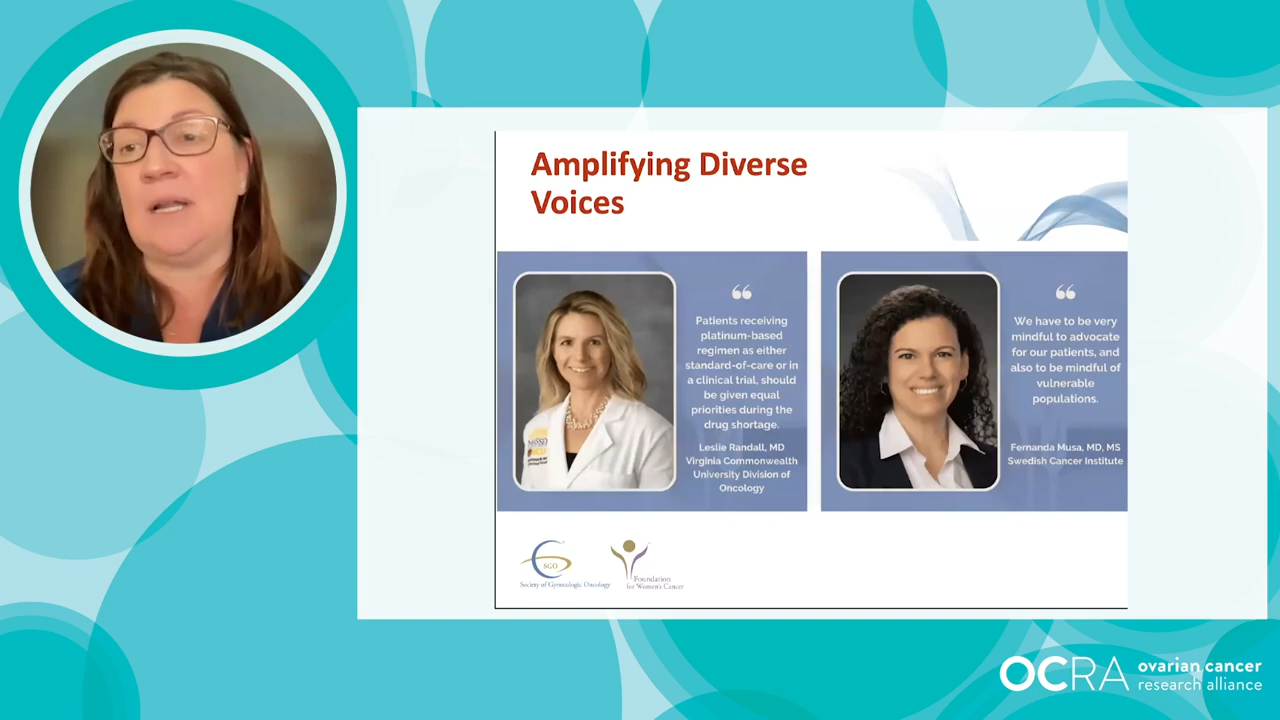 Amplifying Diverse
Voices
Patients receiving
platinum-based
regimen as either
standard-of-care or in
a clinical trial, should
be given equal
priorities during the
drug shortage.
Leslie Randall, MD
Virginia Commonwealth
University Division of
Oncology
We have to be very
mindful to advocate
for our patients, and
also to be mindful of
vulnerable
populations.
Fernanda Musa, MD, MS
Swedish Cancer Institute
SGO
Society of Gynecologic Oncology
Foundation
for Women's Cancer
OCRA
ovarian cancer
research alliance